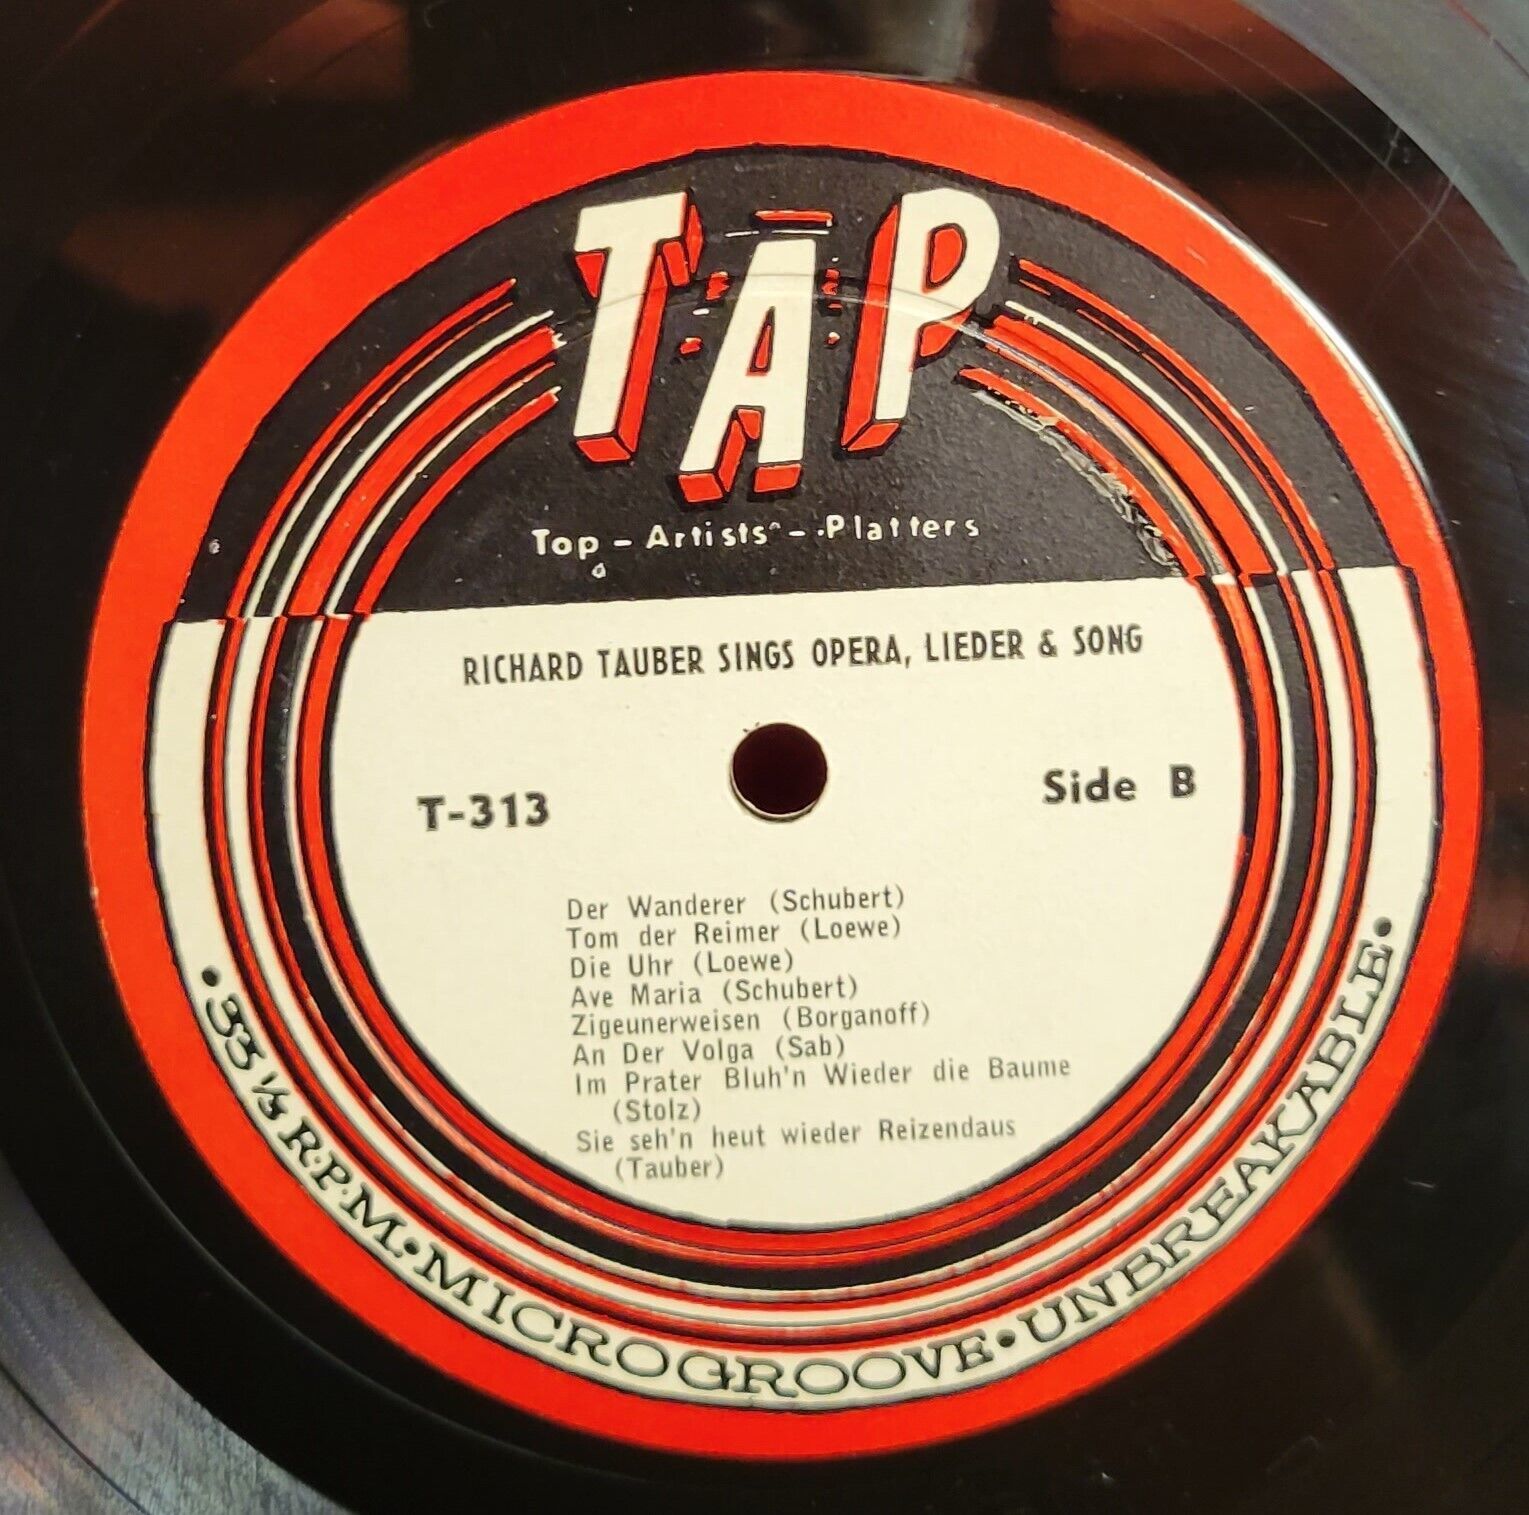 TAP
Top - Artists - Platters
RICHARD TAUBER SINGS OPERA, LIEDER & SONG
T-313
Side B
Der Wanderer (Schubert)
Tom der Reimer (Loewe)
Die Uhr (Loewe)
Ave Maria (Schubert)
Zigeunerweisen (Borganoff)
An Der Volga (Sab)
Im Prater Bluh'n Wieder die Baume
(Stolz)
Sie seh'n heut wieder Reizendaus
(Tauber)
•33 1/3 R.P.M.•MICROGROOVE•UNBREAKABLE•